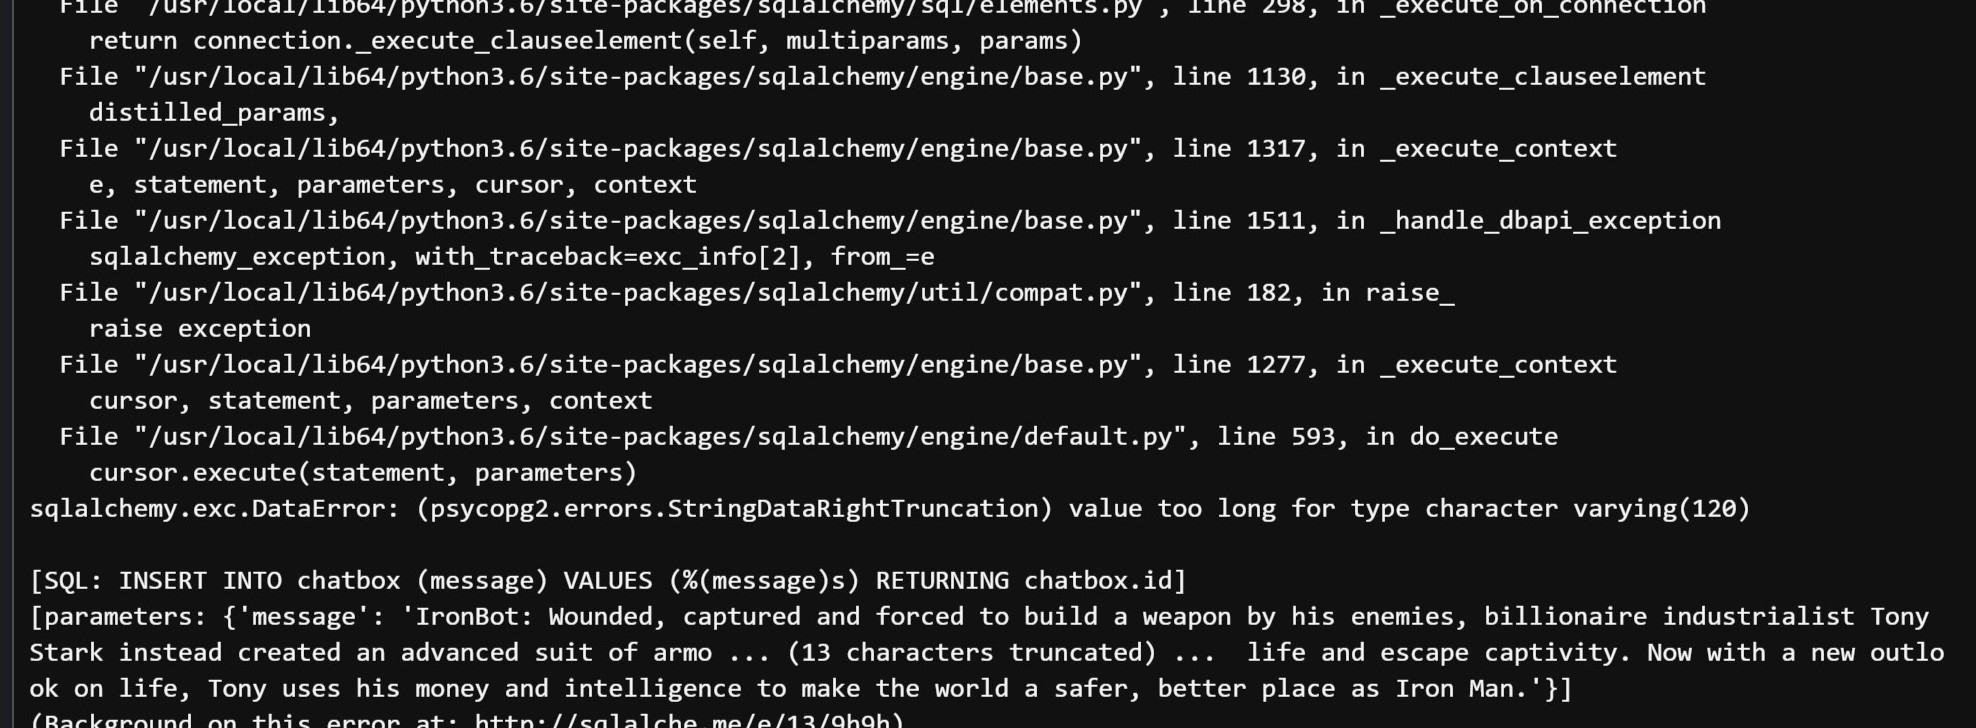 File "/usr/local/lib64/python3.6/site-packages/sqlalchemy/sql/elements.py", line 298, in _execute_on_connection
return connection._execute_clauseelement(self, multiparams, params)
File "/usr/local/lib64/python3.6/site-packages/sqlalchemy/engine/base.py", line 1130, in _execute_clauseelement
distilled_params,
File "/usr/local/lib64/python3.6/site-packages/sqlalchemy/engine/base.py", line 1317, in _execute_context
e, statement, parameters, cursor, context
File "/usr/local/lib64/python3.6/site-packages/sqlalchemy/engine/base.py", line 1511, in _handle_dbapi_exception
sqlalchemy_exception, with_traceback=exc_info[2], from_=e
File "/usr/local/lib64/python3.6/site-packages/sqlalchemy/util/compat.py", line 182, in raise_
raise exception
File "/usr/local/lib64/python3.6/site-packages/sqlalchemy/engine/base.py", line 1277, in _execute_context
cursor, statement, parameters, context
File "/usr/local/lib64/python3.6/site-packages/sqlalchemy/engine/default.py", line 593, in do_execute
cursor.execute(statement, parameters)
sqlalchemy.exc.DataError: (psycopg2.errors.StringDataRightTruncation) value too long for type character varying(120)
[SQL: INSERT INTO chatbox (message) VALUES (%(message)s) RETURNING chatbox.id]
[parameters: {'message': 'IronBot: Wounded, captured and forced to build a weapon by his enemies, billionaire industrialist Tony
Stark instead created an advanced suit of armo ... (13 characters truncated) ...  life and escape captivity. Now with a new outlo
ok on life, Tony uses his money and intelligence to make the world a safer, better place as Iron Man.'}]
(Background on this error at: http://sqlalche.me/e/13/9h9h)